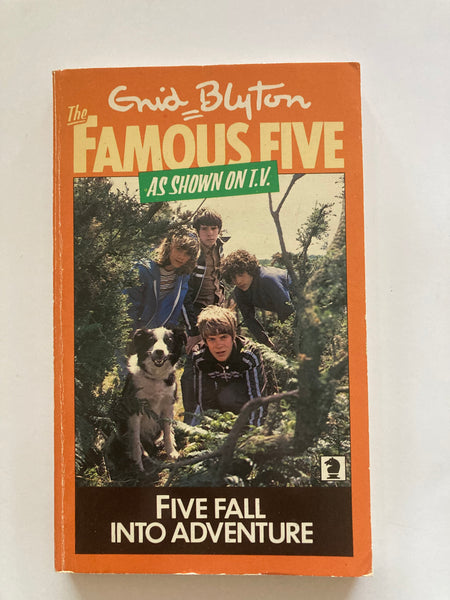 Enid Blyton
The
FAMOUS FIVE
AS SHOWN ON T.V.
FIVE FALL
INTO ADVENTURE